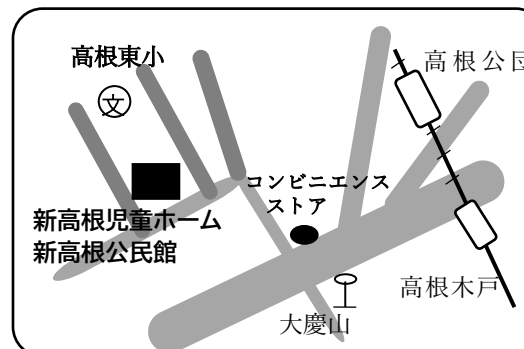 高根東小
文
高根公団
コンビニエンス
ストア
新高根児童ホーム
新高根公民館
高根木戸
大慶山